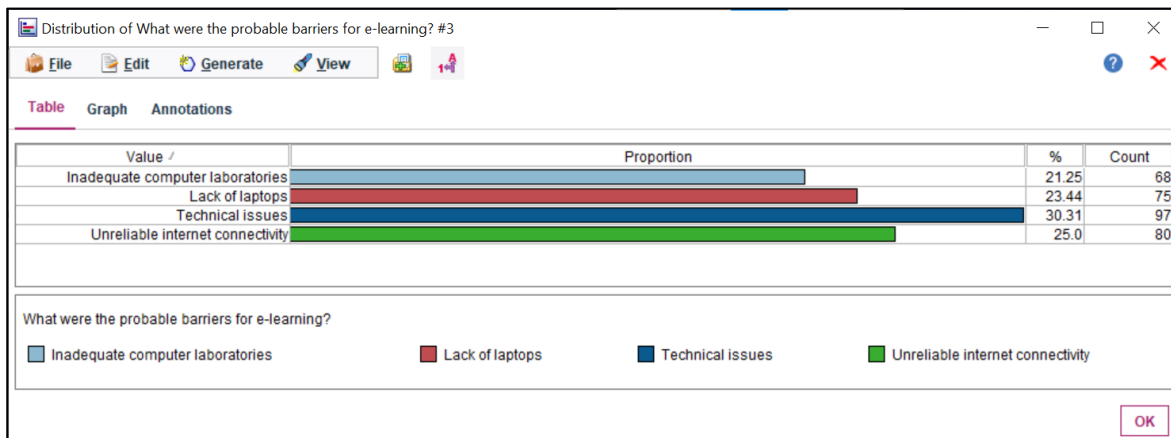 Distribution of What were the probable barriers for e-learning? #3
File Edit Generate View
Table Graph Annotations
Value Proportion % Count
Inadequate computer laboratories 21.25 68
Lack of laptops 23.44 75
Technical issues 30.31 97
Unreliable internet connectivity 25.0 80
What were the probable barriers for e-learning?
Inadequate computer laboratories Lack of laptops Technical issues Unreliable internet connectivity
OK